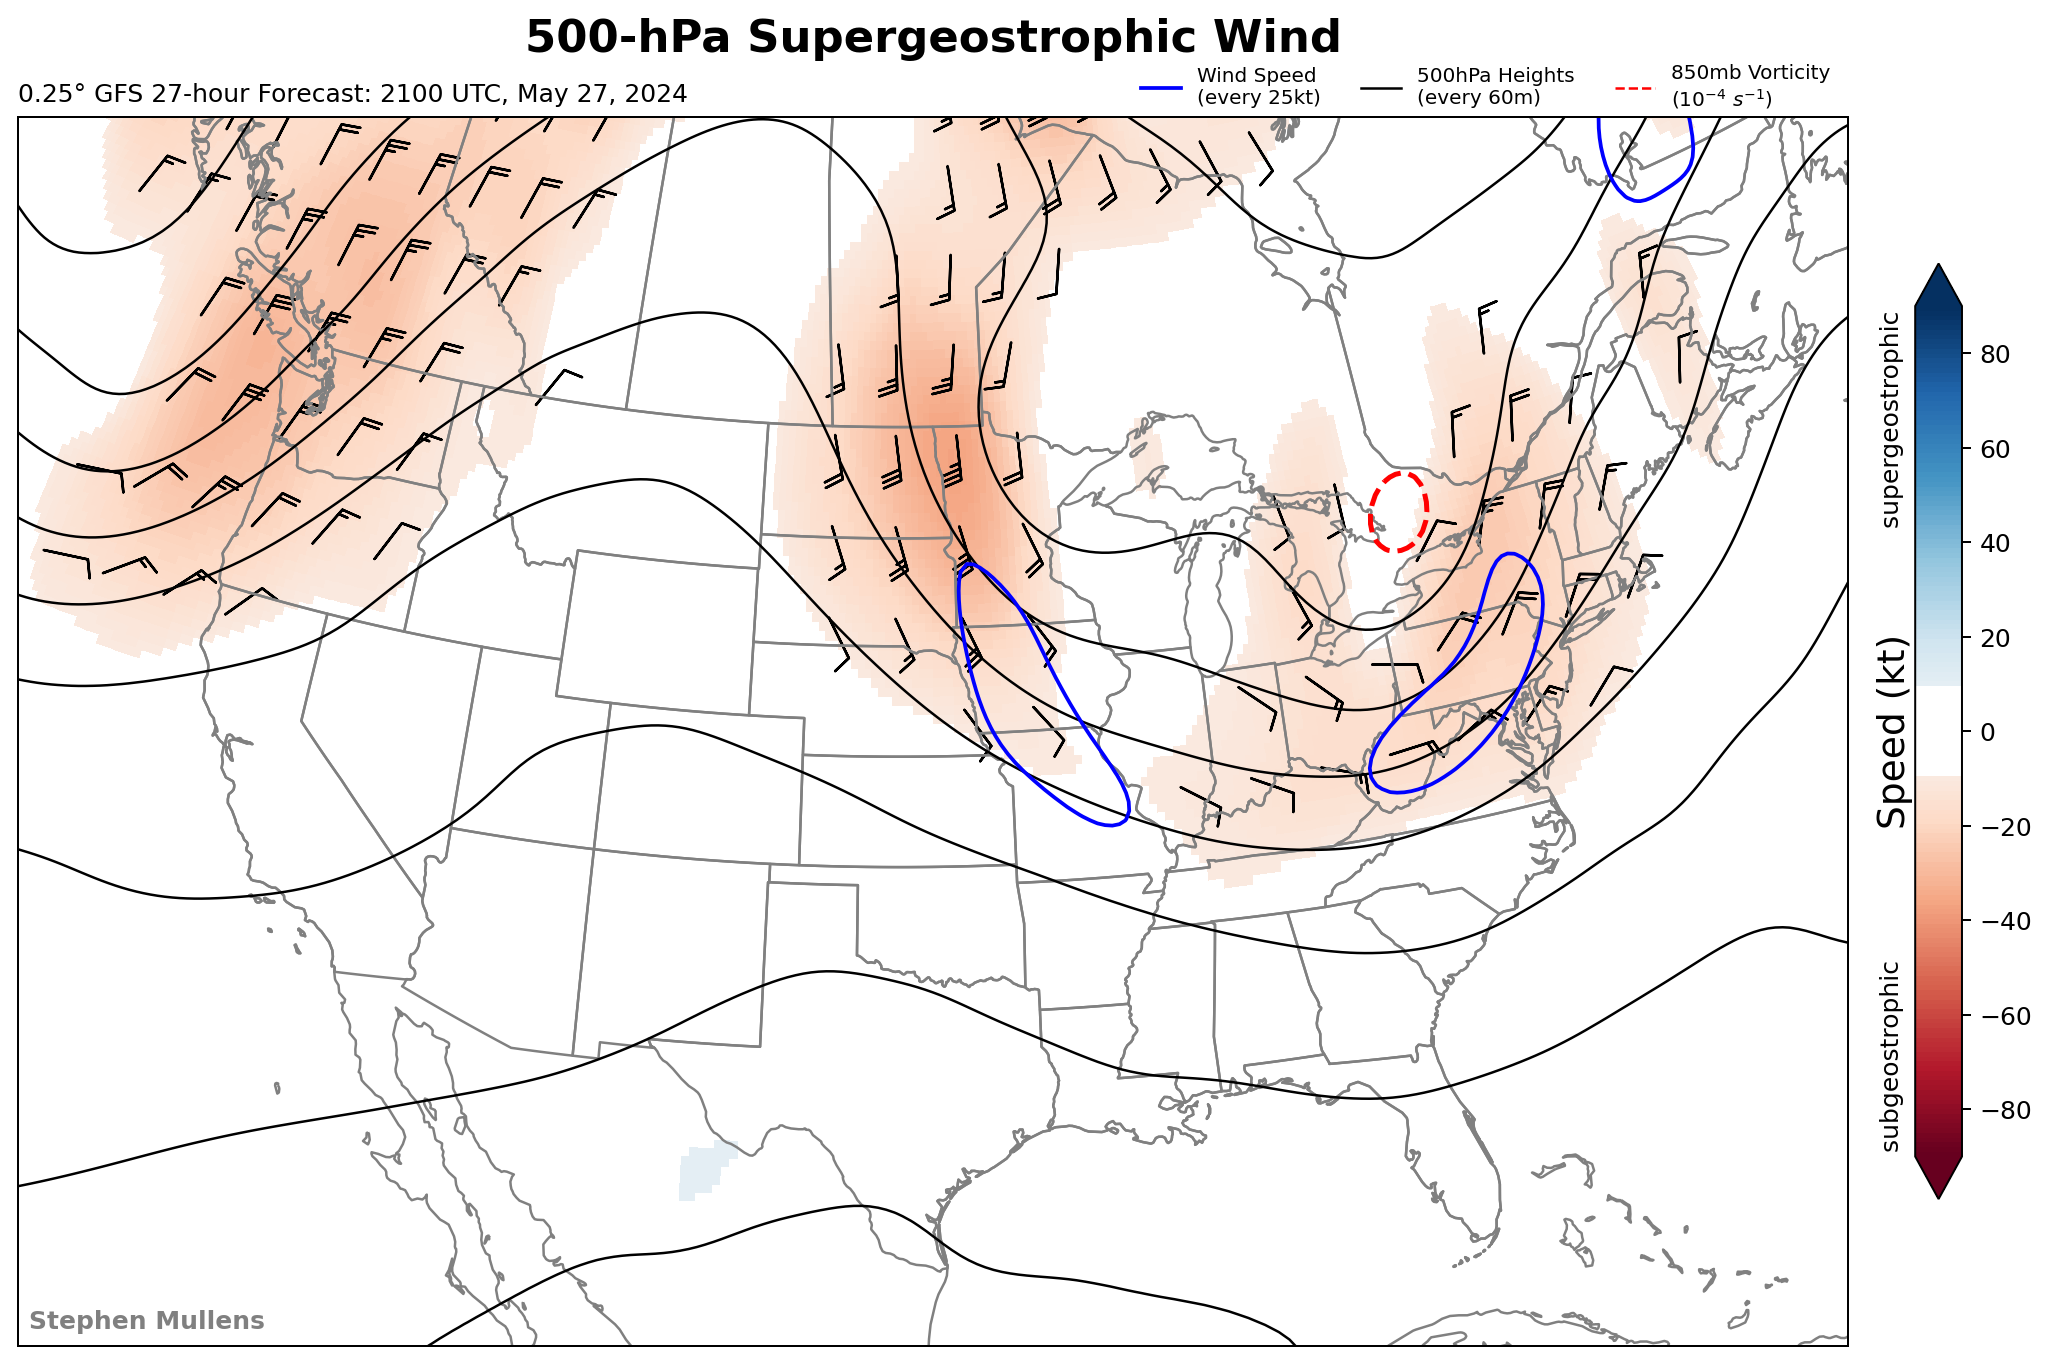 500-hPa Supergeostrophic Wind
0.25° GFS 27-hour Forecast: 2100 UTC, May 27, 2024
Wind Speed
(every 25kt)
500hPa Heights
(every 60m)
850mb Vorticity
(10⁻⁴ s⁻¹)
supergeostrophic
Speed (kt)
subgeostrophic
80
60
40
20
0
−20
−40
−60
−80
Stephen Mullens